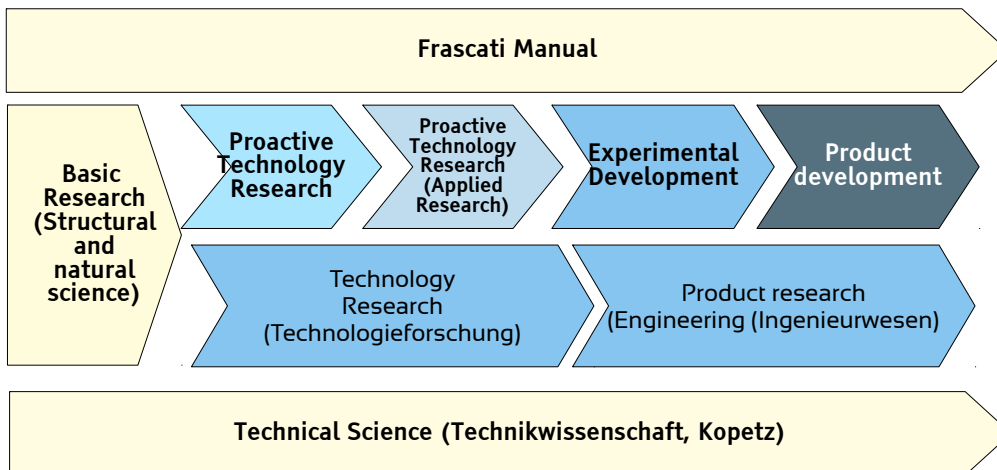 Frascati Manual
Basic
Research
(Structural
and
natural
science)
Proactive
Technology
Research
Proactive
Technology
Research
(Applied
Research)
Experimental
Development
Product
development
Technology
Research
(Technologieforschung)
Product research
(Engineering (Ingenieurwesen)
Technical Science (Technikwissenschaft, Kopetz)